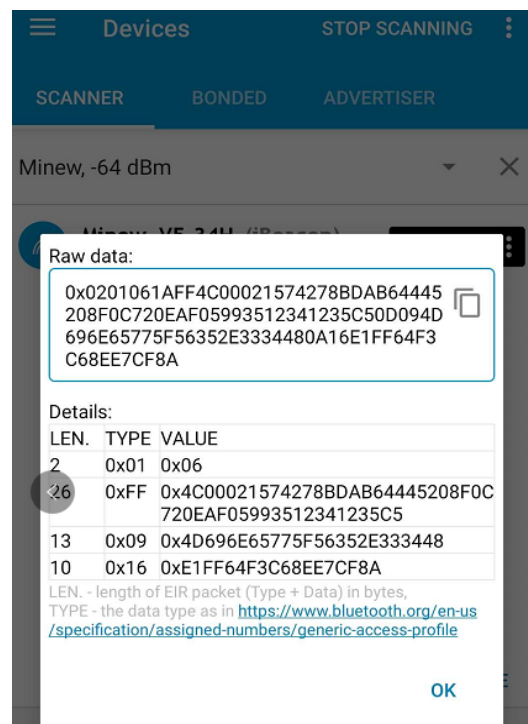 Devices
STOP SCANNING
SCANNER
BONDED
ADVERTISER
Minew, -64 dBm
Minew_V5.34H (iBeacon)
Raw data:
0x0201061AFF4C00021574278BDAB64445
208F0C720EAF05993512341235C50D094D
696E65775F56352E3334480A16E1FF64F3
C68EE7CF8A
Details:
LEN. TYPE VALUE
2 0x01 0x06
26 0xFF 0x4C00021574278BDAB64445208F0C
720EAF05993512341235C5
13 0x09 0x4D696E65775F56352E333448
10 0x16 0xE1FF64F3C68EE7CF8A
LEN. - length of EIR packet (Type + Data) in bytes,
TYPE - the data type as in https://www.bluetooth.org/en-us
/specification/assigned-numbers/generic-access-profile
E
OK